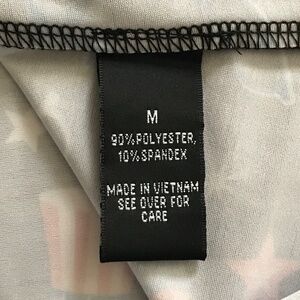 M
90% POLYESTER,
10% SPANDEX
MADE IN VIETNAM
SEE OVER FOR
CARE